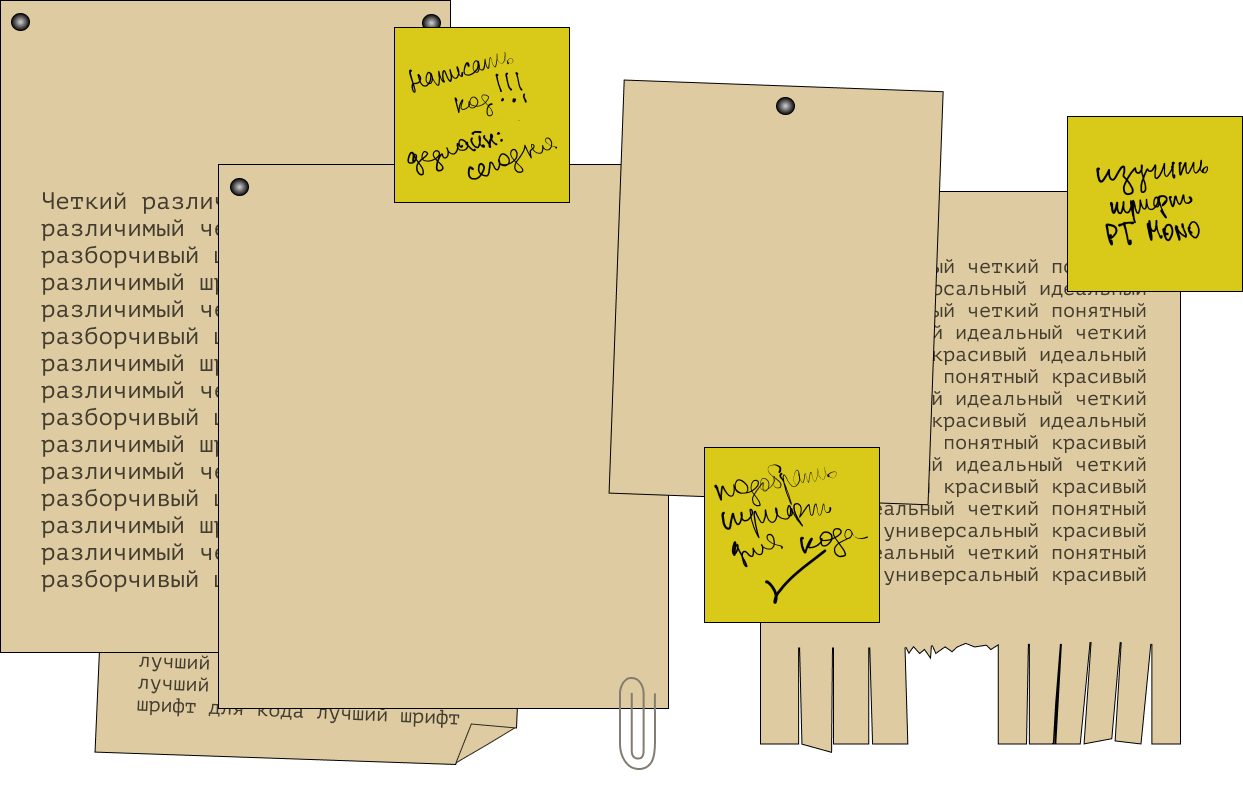 Написать
код!!!
дедлайн:
сегодня
Четкий различ
различимый че
разборчивый
различимый шр
различимый че
разборчивый
различимый шр
различимый че
разборчивый
различимый шр
различимый че
разборчивый
различимый шр
различимый че
разборчивый
лучший
лучший
шрифт для кода лучший шрифт
подобрать
шрифт
для кода
изучить
шрифт
PT MONO
ый четкий по
рсальный идеальный
ый четкий понятный
й идеальный четкий
красивый идеальный
понятный красивый
й идеальный четкий
красивый идеальный
понятный красивый
й идеальный четкий
красивый красивый
еальный четкий понятный
универсальный красивый
еальный четкий понятный
универсальный красивый